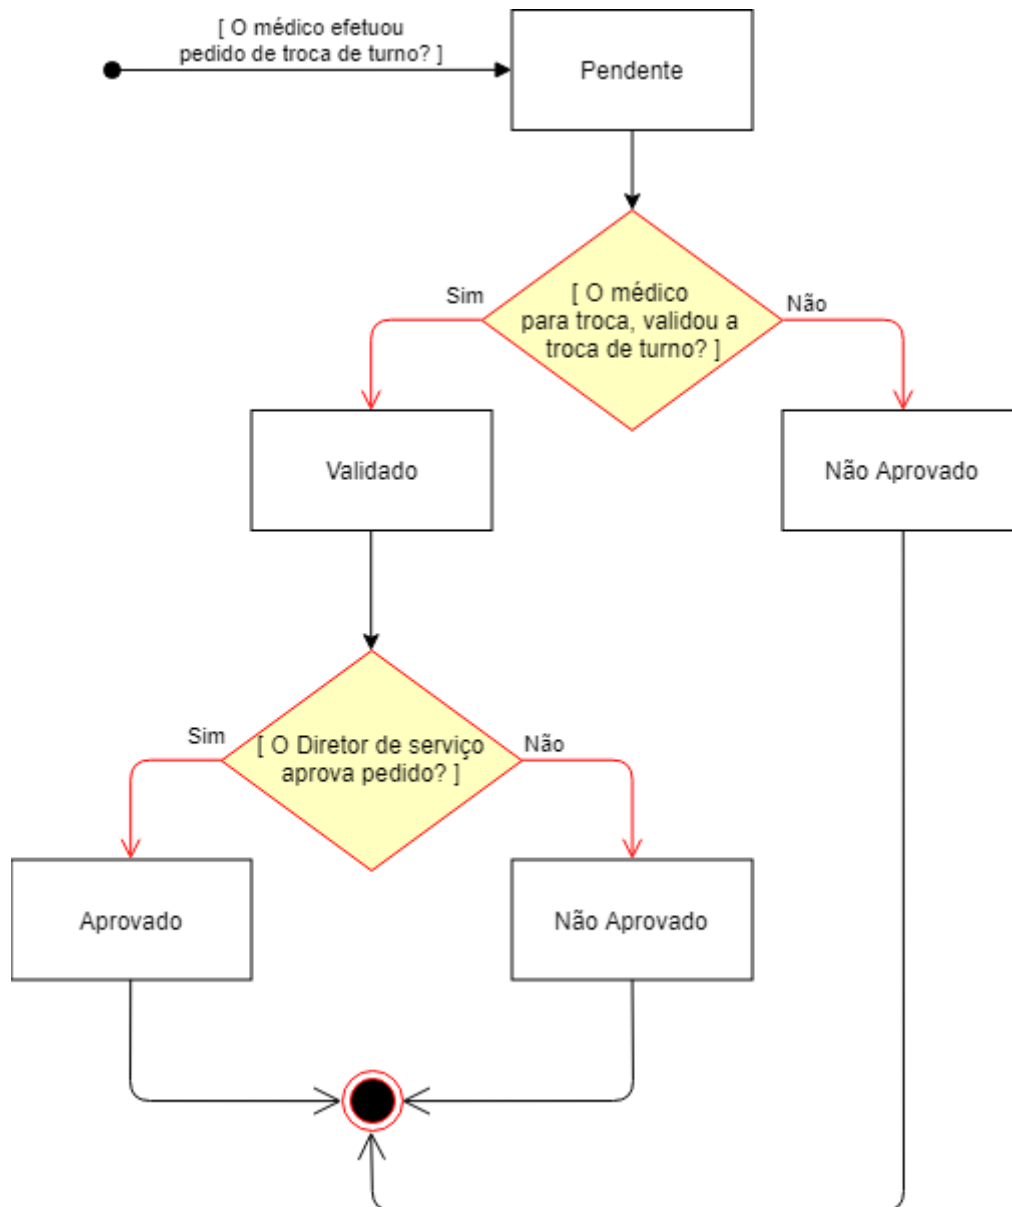 [ O médico efetuou
pedido de troca de turno? ]
Pendente
Sim
[ O médico
para troca, validou a
troca de turno? ]
Não
Validado
Não Aprovado
Sim
[ O Diretor de serviço
aprova pedido? ]
Não
Aprovado
Não Aprovado